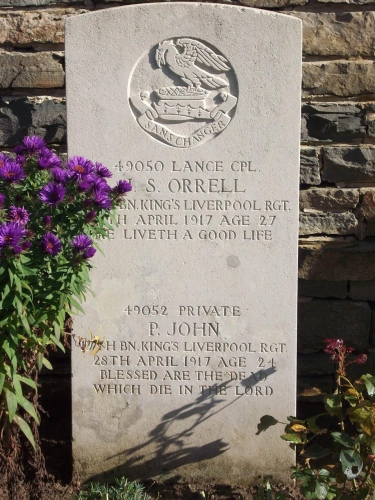 SANS CHANGER
49050 LANCE CPL.
S. ORRELL
BN. KING'S LIVERPOOL RGT.
APRIL 1917 AGE 27
LIVETH A GOOD LIFE
49052 PRIVATE
P. JOHN
BN. KING'S LIVERPOOL RGT.
28TH APRIL 1917 AGE 24
BLESSED ARE THE DEAD
WHICH DIE IN THE LORD